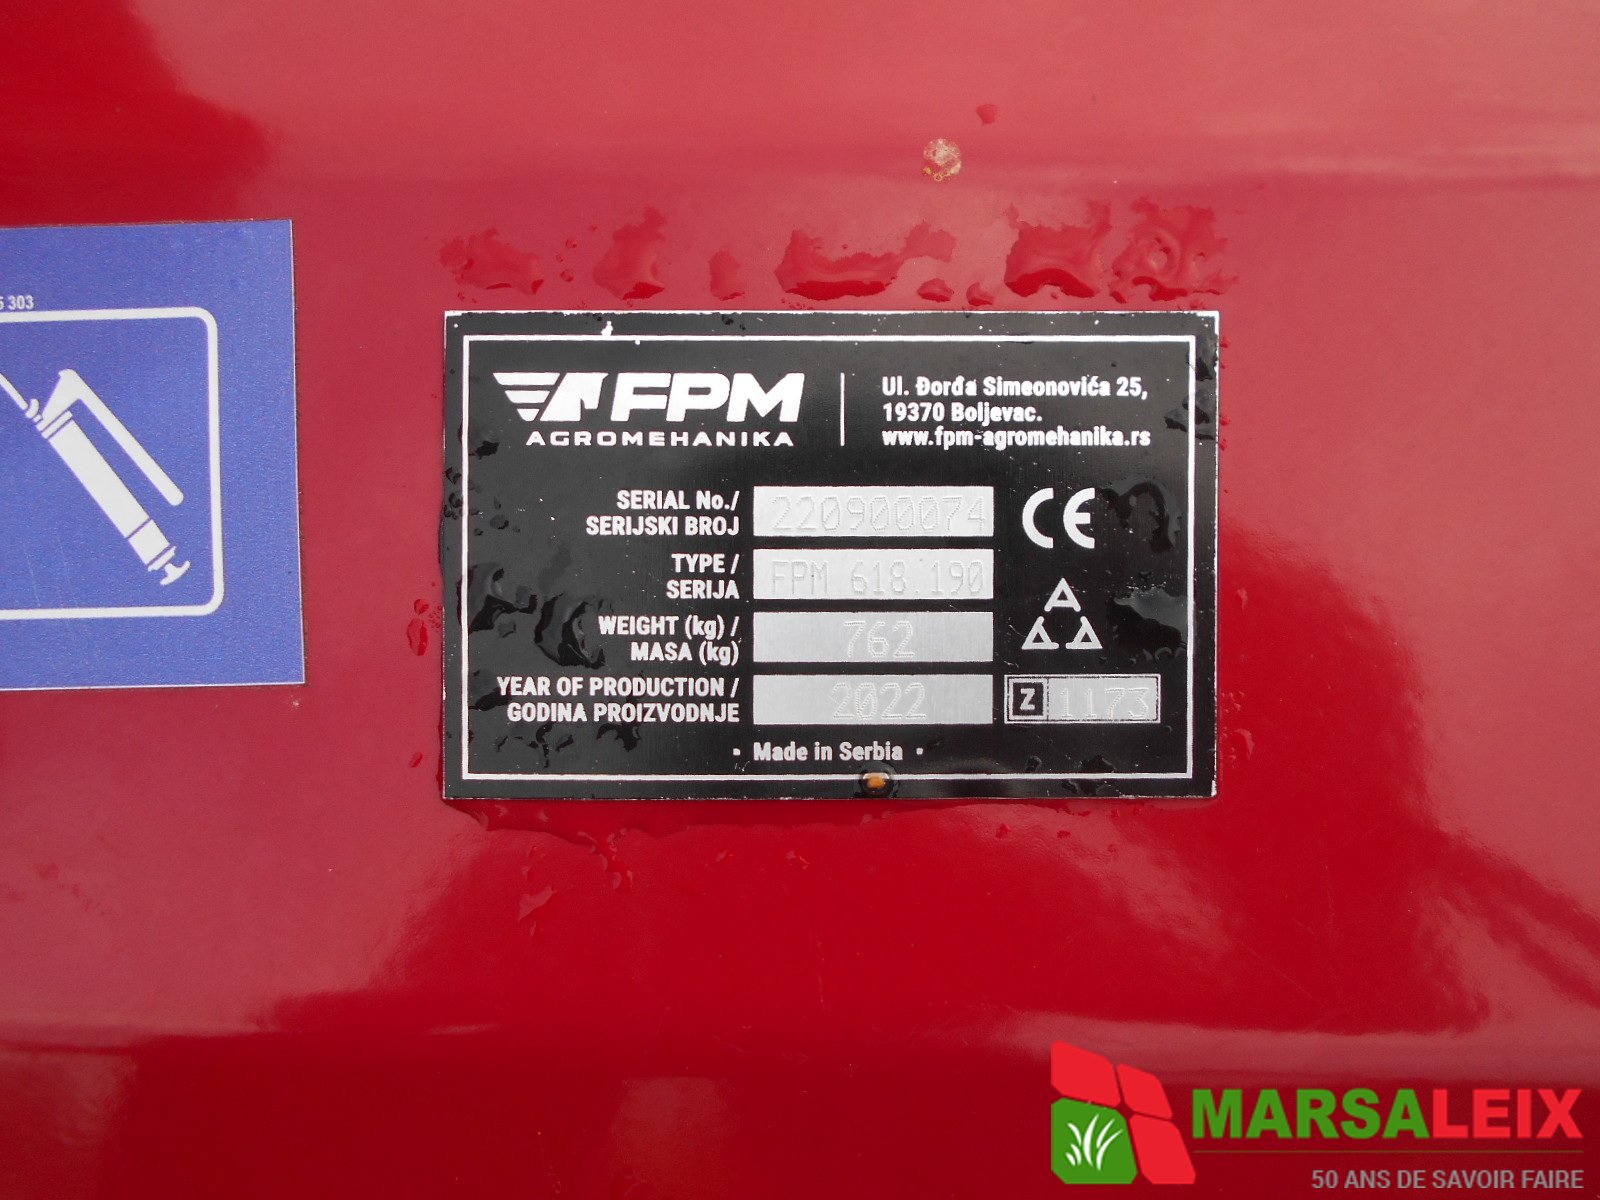 5 303
FPM
AGROMEHANIKA
Ul. Đorđa Simeonovića 25,
19370 Boljevac.
www.fpm-agromehanika.rs
SERIAL No./
SERIJSKI BROJ
220900074
TYPE /
SERIJA
FPM 618.190
WEIGHT (kg) /
MASA (kg)
762
YEAR OF PRODUCTION /
GODINA PROIZVODNJE
2022
CE
AAA
Z 1173
· Made in Serbia ·
MARSALEIX
50 ANS DE SAVOIR FAIRE